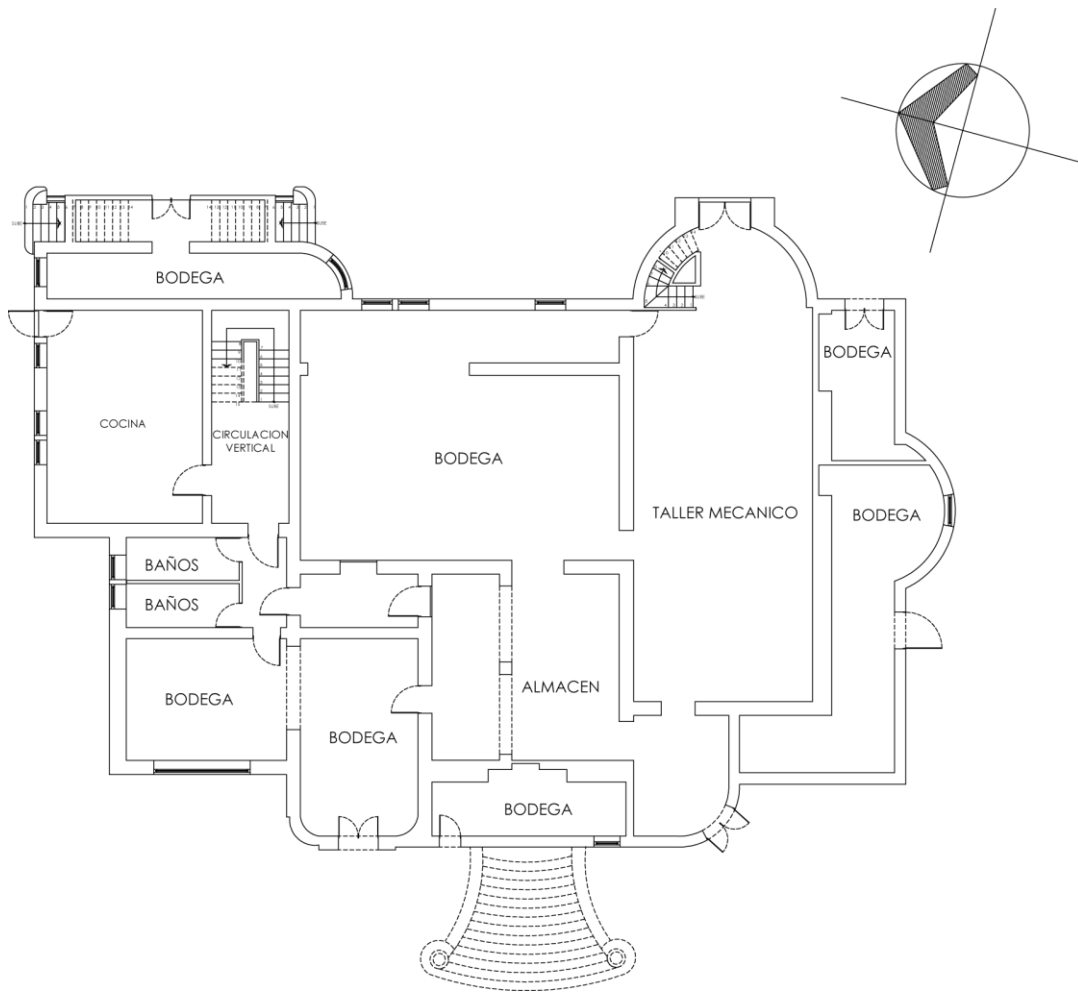 BODEGA
BODEGA
COCINA
CIRCULACION
VERTICAL
BODEGA
TALLER MECANICO
BODEGA
BAÑOS
BAÑOS
ALMACEN
BODEGA
BODEGA
BODEGA